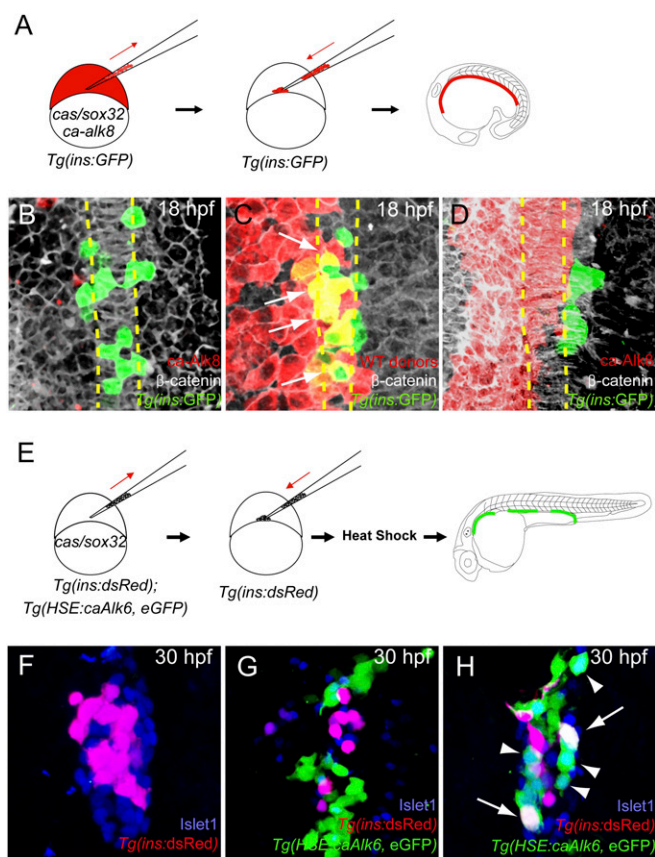 A
cas/sox32
ca-alk8
Tg(ins:GFP)
Tg(ins:GFP)
B
18 hpf
ca-Alk8
β-catenin
Tg(ins:GFP)
C
18 hpf
WT donors
β-catenin
Tg(ins:GFP)
D
18 hpf
ca-Alk8
β-catenin
Tg(ins:GFP)
E
cas/sox32
Tg(ins:dsRed);
Tg(HSE:caAlk6, eGFP)
Tg(ins:dsRed)
Heat Shock
F
30 hpf
Islet1
Tg(ins:dsRed)
G
30 hpf
Islet1
Tg(ins:dsRed)
Tg(HSE:caAlk6, eGFP)
H
30 hpf
Islet1
Tg(ins:dsRed)
Tg(HSE:caAlk6, eGFP)